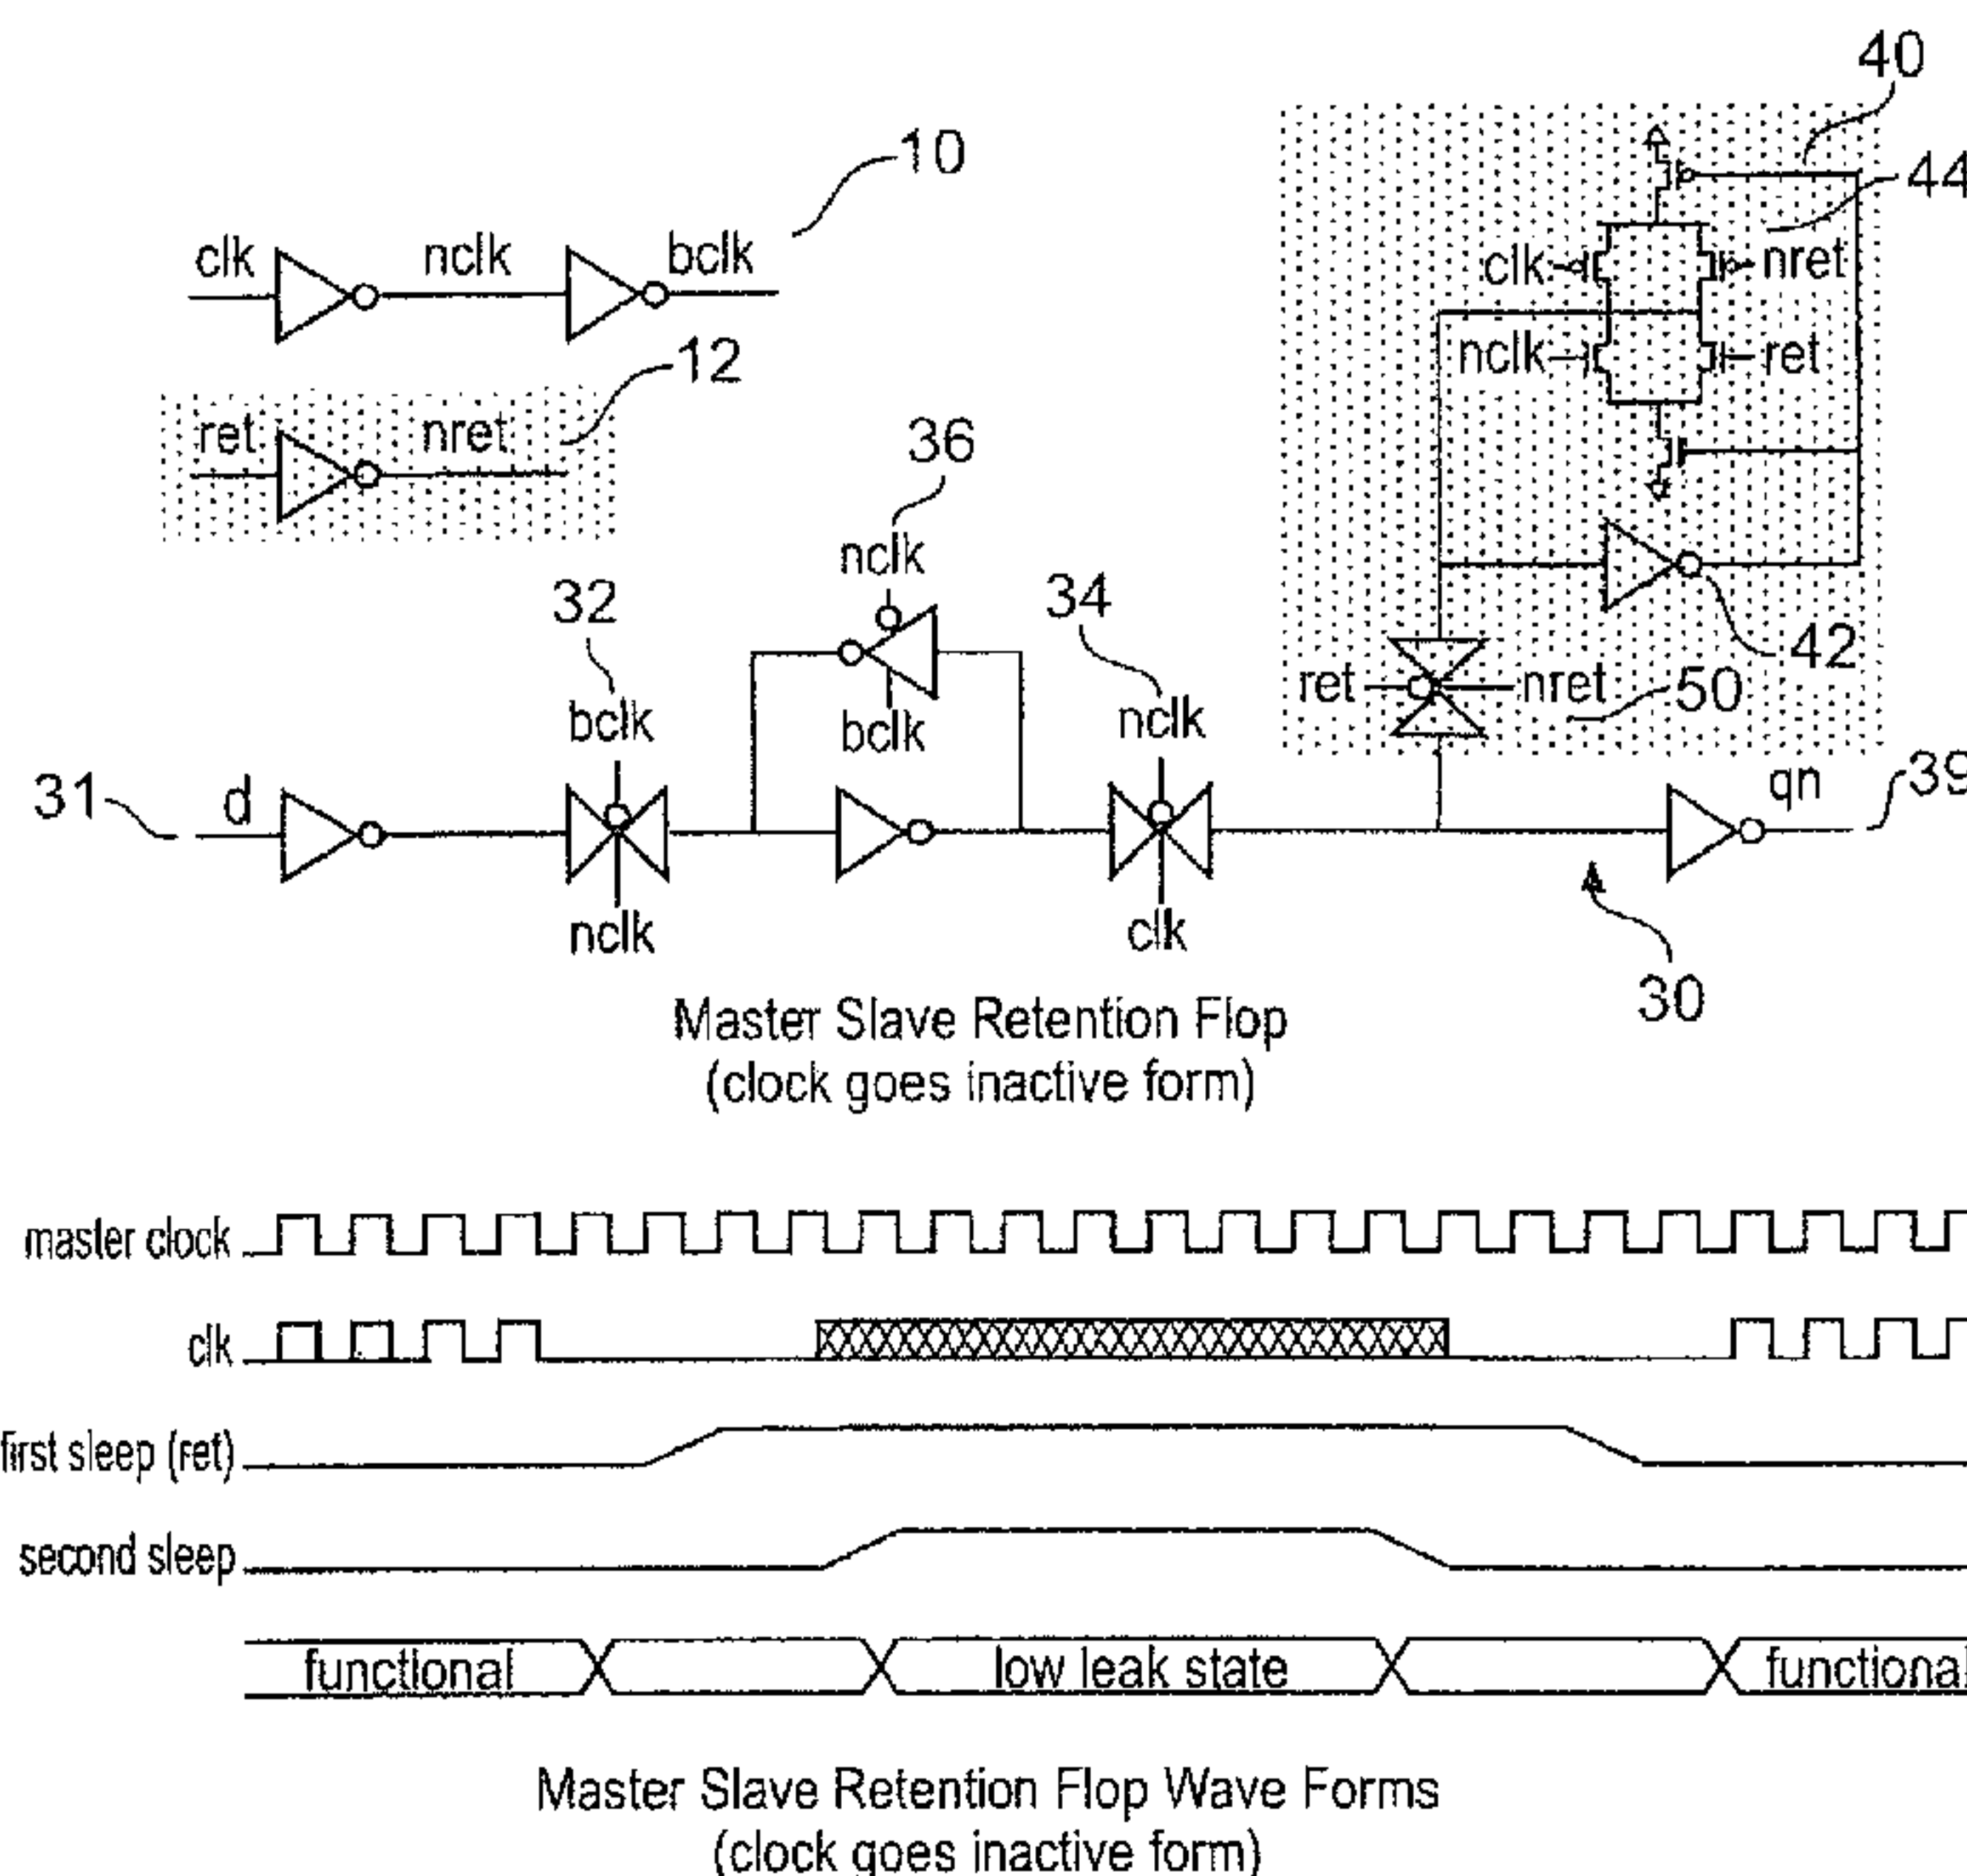 40
10
44
clk
nclk
bclk
clk
nret
12
nclk
ret
ret
nret
36
nclk
32
34
42
bclk
bclk
nclk
ret
nret
50
31
d
qn
39
nclk
clk
30
Master Slave Retention Flop
(clock goes inactive form)
master clock
clk
first sleep (ret)
second sleep
functional
low leak state
functional
Master Slave Retention Flop Wave Forms
(clock goes inactive form)